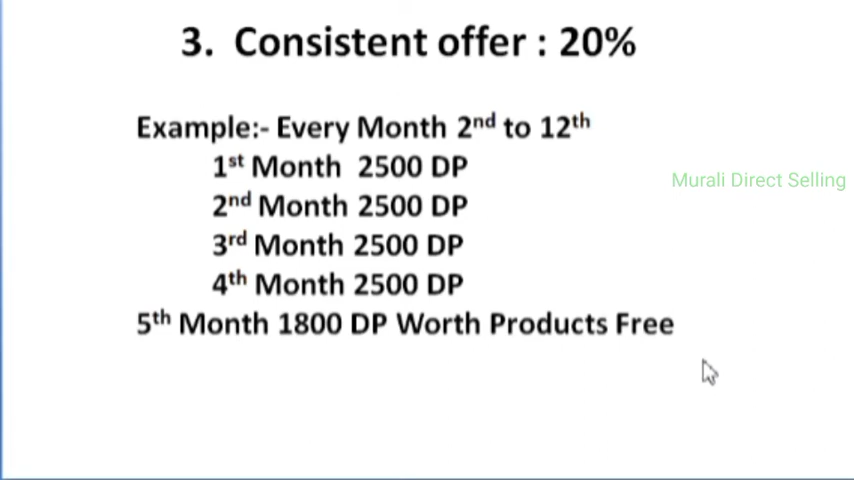 3. Consistent offer : 20%
Example:- Every Month 2nd to 12th
1st Month 2500 DP
Murali Direct Selling
2nd Month 2500 DP
3rd Month 2500 DP
4th Month 2500 DP
5th Month 1800 DP Worth Products Free